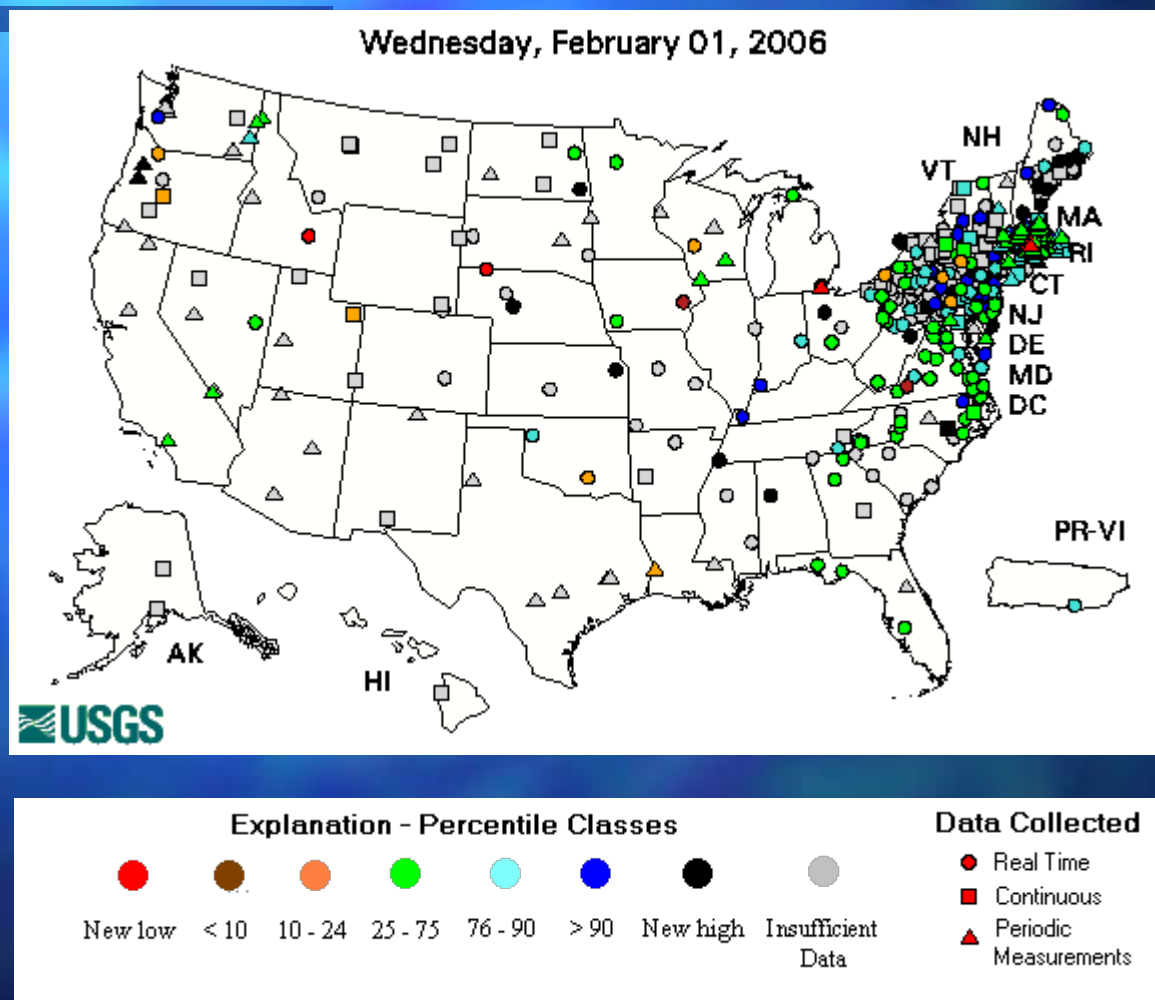 Wednesday, February 01, 2006
NH
VT
MA
RI
CT
NJ
DE
MD
DC
PR-VI
AK
HI
USGS
Explanation - Percentile Classes
New low
< 10
10 - 24
25 - 75
76 - 90
> 90
New high
Insufficient
Data
Data Collected
Real Time
Continuous
Periodic
Measurements